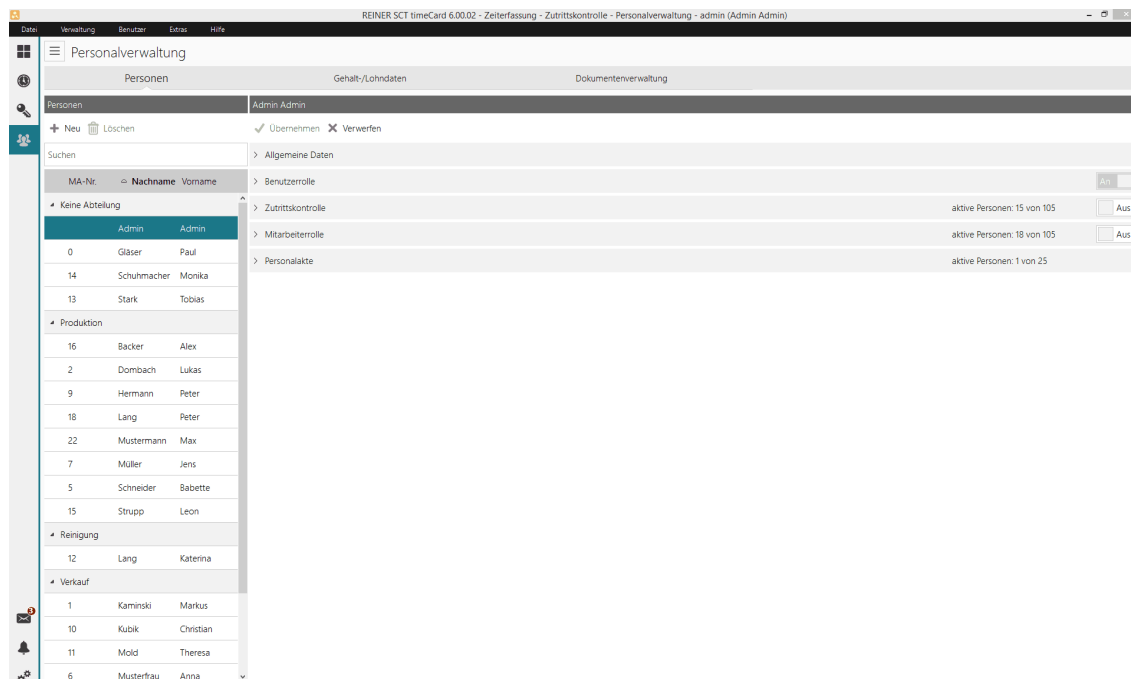 REINER SCT timeCard 6.00.02 - Zeiterfassung - Zutrittskontrolle - Personalverwaltung - admin (Admin Admin)
Datei Verwaltung Benutzer Extras Hilfe
Personalverwaltung
Personen Gehalt-/Lohndaten Dokumentenverwaltung
Personen Admin Admin
Neu Löschen Übernehmen Verwerfen
Suchen Allgemeine Daten
MA-Nr. Nachname Vorname Benutzerrolle An
Keine Abteilung Zutrittskontrolle aktive Personen: 15 von 105 Aus
Admin Admin Mitarbeiterrolle aktive Personen: 18 von 105 Aus
0 Gläser Paul Personalakte aktive Personen: 1 von 25
14 Schuhmacher Monika
13 Stark Tobias
Produktion
16 Backer Alex
2 Dombach Lukas
9 Hermann Peter
18 Lang Peter
22 Mustermann Max
7 Müller Jens
5 Schneider Babette
15 Strupp Leon
Reinigung
12 Lang Katerina
Verkauf
1 Kaminski Markus
3
10 Kubik Christian
11 Mold Theresa
6 Musterfrau Anna